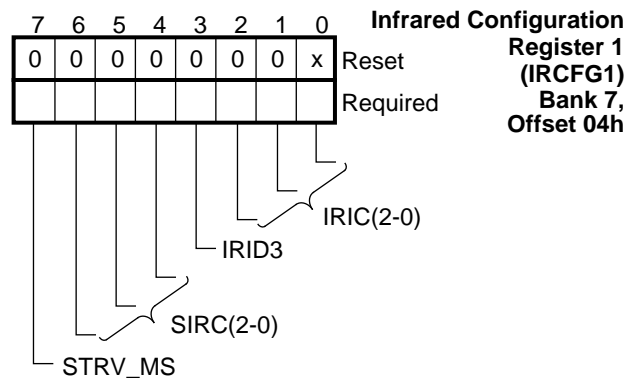 7 6 5 4 3 2 1 0
Infrared Configuration
Register 1
(IRCFG1)
Bank 7,
Offset 04h
0 0 0 0 0 0 0 x Reset
Required
IRIC(2-0)
IRID3
SIRC(2-0)
STRV_MS